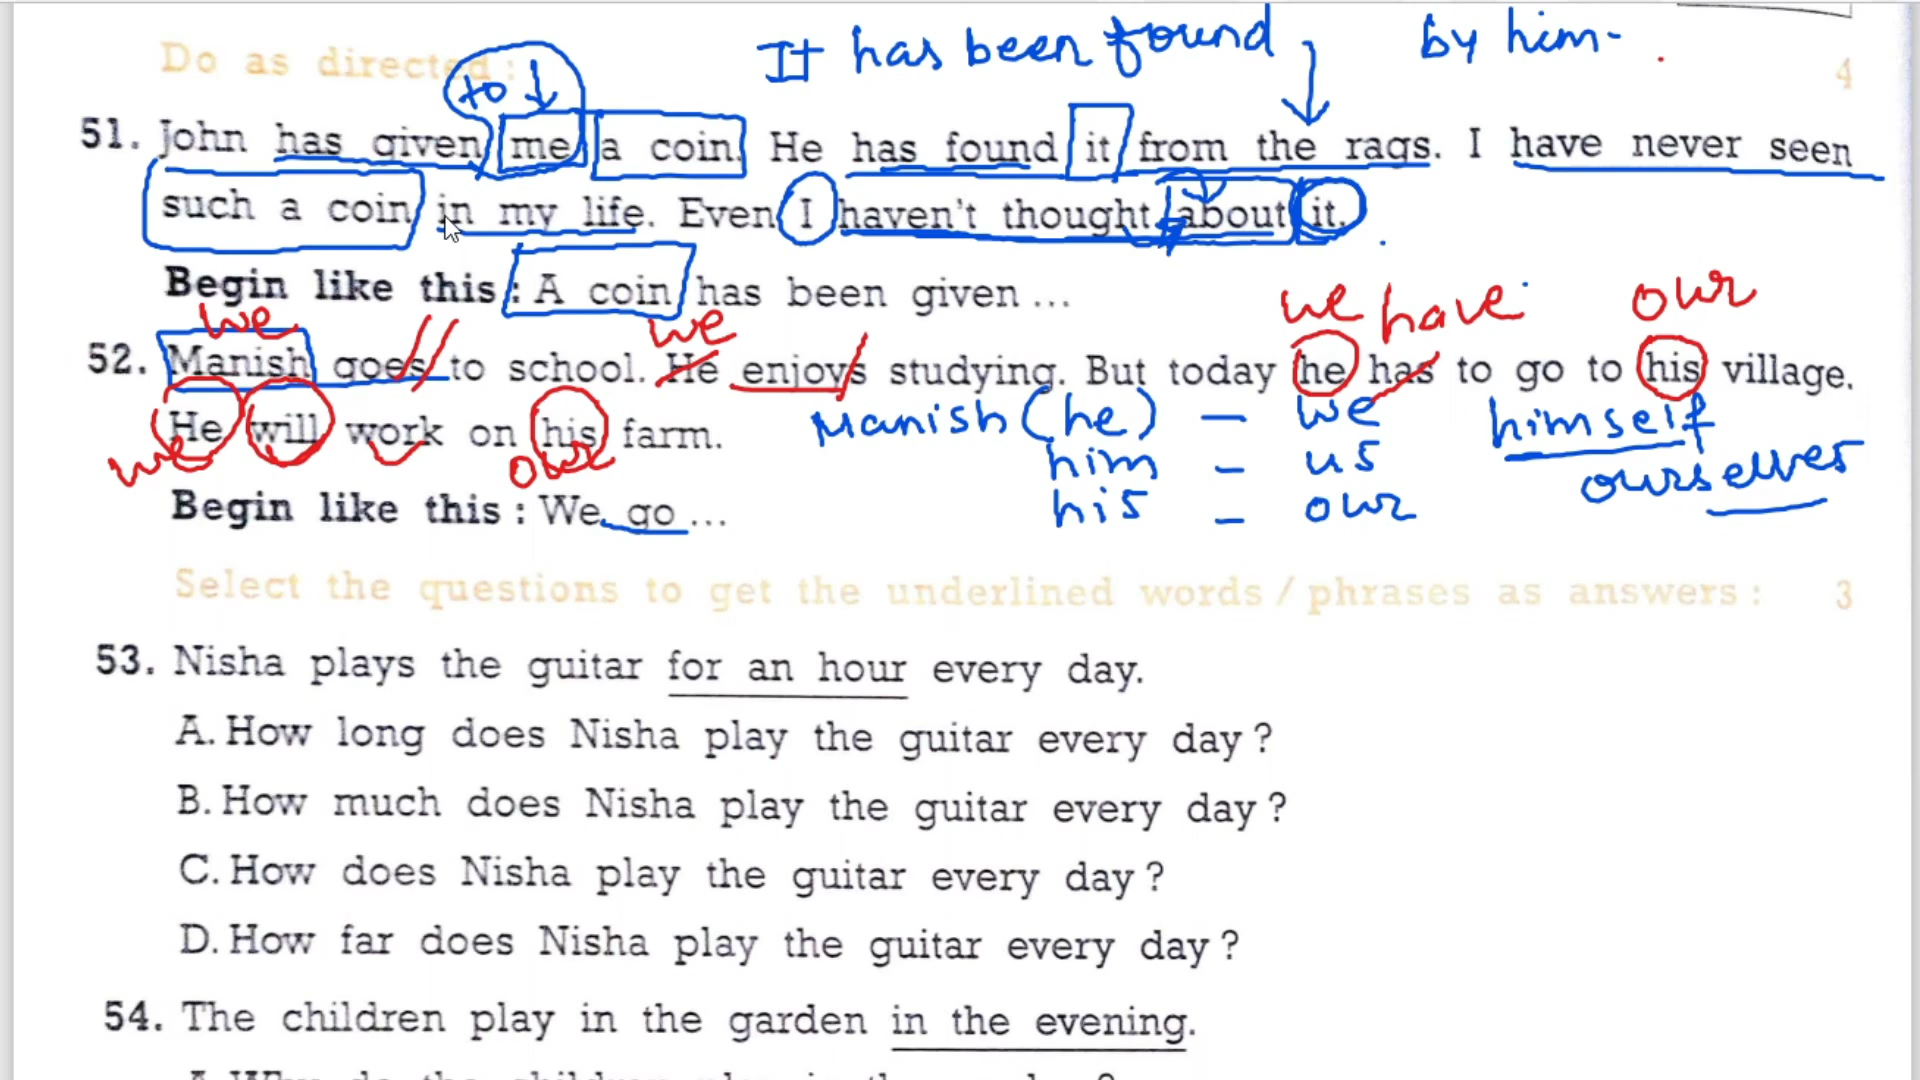 It has been found by him.
Do as directed : 4
to
51. John has given me a coin. He has found it from the rags. I have never seen
such a coin in my life. Even I haven't thought about it.
Begin like this : A coin has been given ...
we we we have our
52. Manish goes to school. He enjoys studying. But today he has to go to his village.
He will work on his farm.
Manish (he) - we himself
we our him - us ourselves
his - our
Begin like this : We go ...
Select the questions to get the underlined words / phrases as answers : 3
53. Nisha plays the guitar for an hour every day.
A. How long does Nisha play the guitar every day ?
B. How much does Nisha play the guitar every day ?
C. How does Nisha play the guitar every day ?
D. How far does Nisha play the guitar every day ?
54. The children play in the garden in the evening.